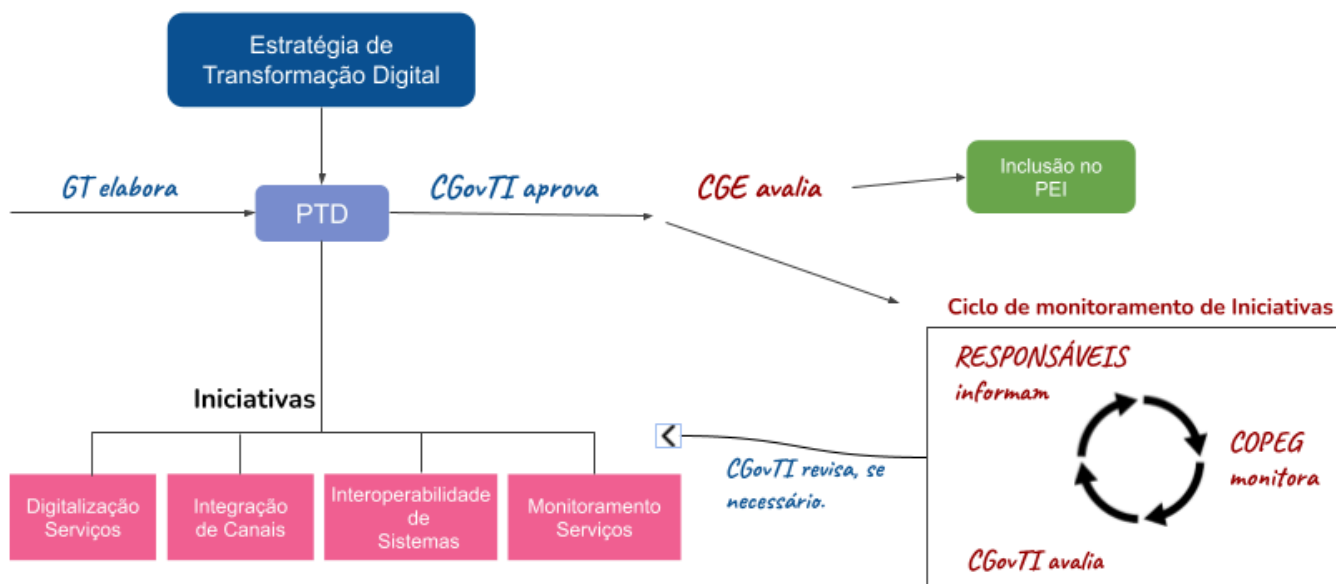 Estratégia de
Transformação Digital
GT elabora
PTD
CGovTI aprova
CGE avalia
Inclusão no
PEI
Ciclo de monitoramento de Iniciativas
RESPONSÁVEIS
informam
COPEG
monitora
CGovTI avalia
CGovTI revisa, se
necessário.
Iniciativas
Digitalização
Serviços
Integração
de Canais
Interoperabilidade
de
Sistemas
Monitoramento
Serviços